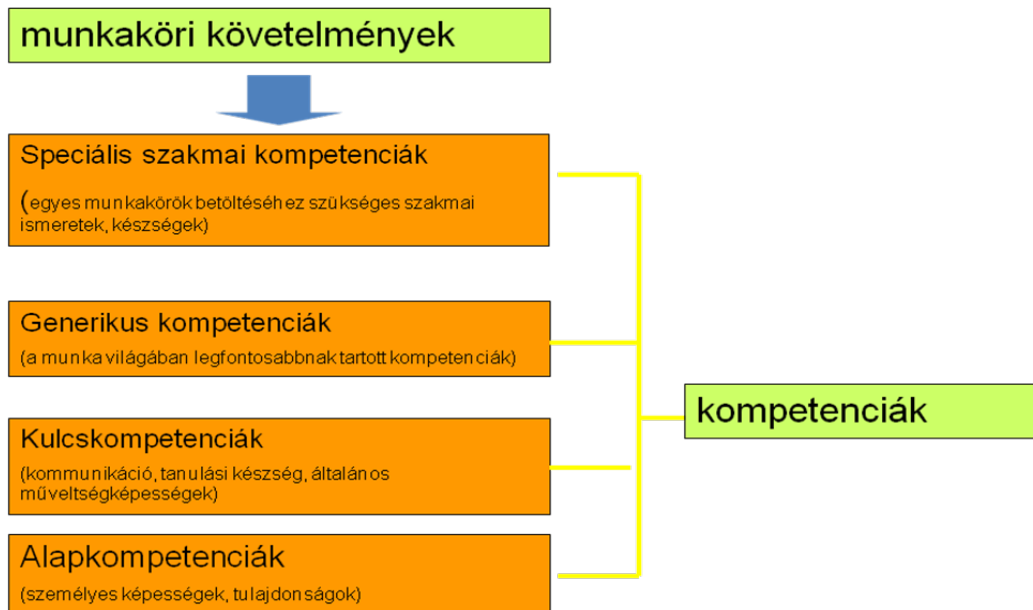 munkaköri követelmények
Speciális szakmai kompetenciák
(egyes munkakörök betöltéséhez szükséges szakmai
ismeretek, készségek)
Generikus kompetenciák
(a munka világában legfontosabbnak tartott kompetenciák)
Kulcskompetenciák
(kommunikáció, tanulási készség, általános
műveltségképességek)
Alapkompetenciák
(személyes képességek, tulajdonságok)
kompetenciák